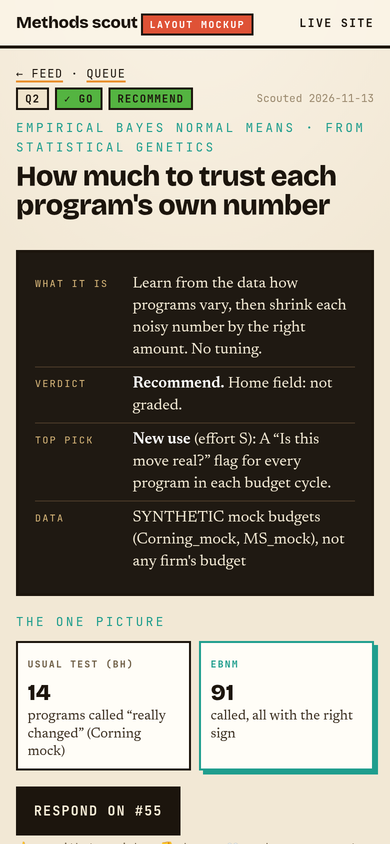 Methods scout LAYOUT MOCKUP LIVE SITE
← FEED · QUEUE
Q2 ✓ GO RECOMMEND Scouted 2026-11-13
EMPIRICAL BAYES NORMAL MEANS · FROM
STATISTICAL GENETICS
How much to trust each
program's own number
WHAT IT IS Learn from the data how
programs vary, then shrink each
noisy number by the right
amount. No tuning.
VERDICT Recommend. Home field: not
graded.
TOP PICK New use (effort S): A “Is this
move real?” flag for every
program in each budget cycle.
DATA SYNTHETIC mock budgets
(Corning_mock, MS_mock), not
any firm's budget
THE ONE PICTURE
USUAL TEST (BH)
14
programs called “really
changed” (Corning
mock)
EBNM
91
called, all with the right
sign
RESPOND ON #55